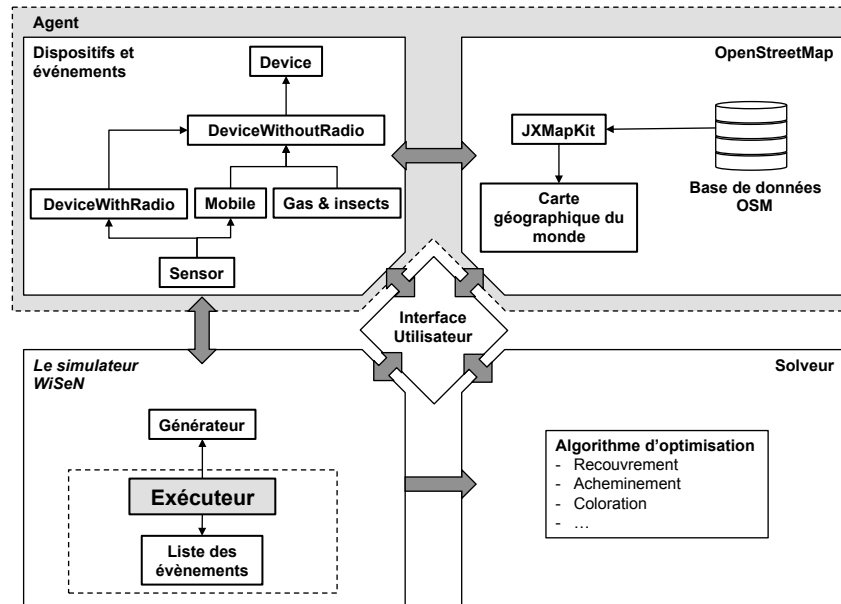 Agent
Dispositifs et
événements
Device
DeviceWithoutRadio
DeviceWithRadio
Mobile
Gas & insects
Sensor
OpenStreetMap
JXMapKit
Carte
géographique du
monde
Base de données
OSM
Interface
Utilisateur
Le simulateur
WiSeN
Générateur
Exécuteur
Liste des
évènements
Solveur
Algorithme d'optimisation
- Recouvrement
- Acheminement
- Coloration
- …